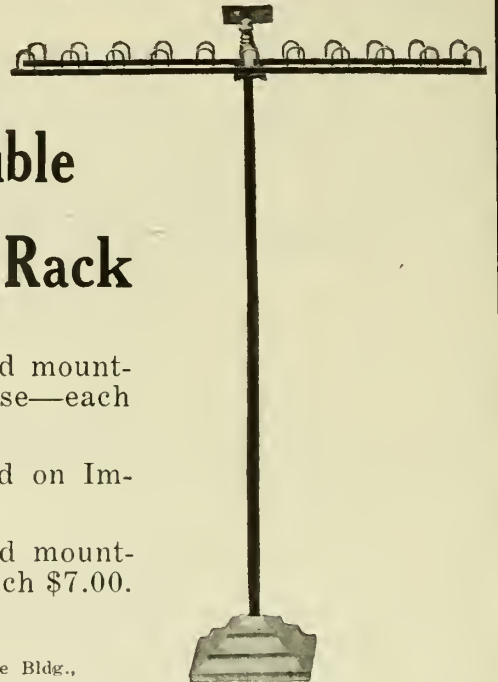 ble
Rack
d mount-
se—each
d on Im-
d mount-
ch $7.00.
e Bldg.,